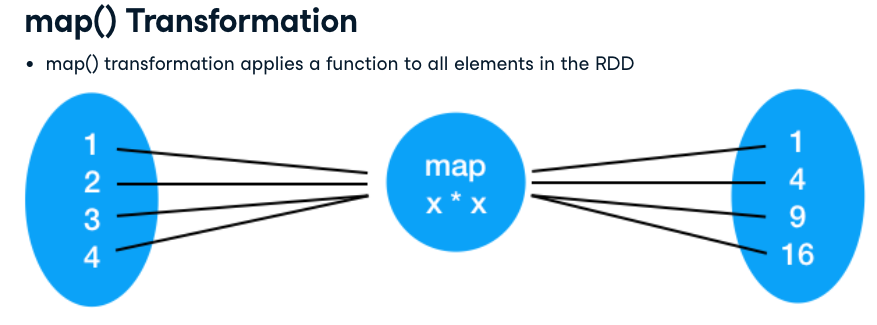 map() Transformation
• map() transformation applies a function to all elements in the RDD
1
2
3
4
map
x * x
1
4
9
16